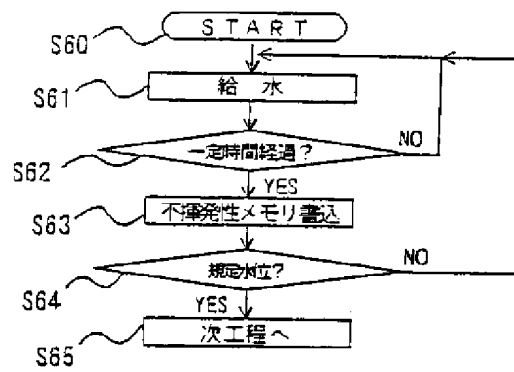 S60 START
S61 給水
S62 一定時間経過? NO
YES
S63 不揮発性メモリ書込
S64 規定水位? NO
YES
S65 次工程へ